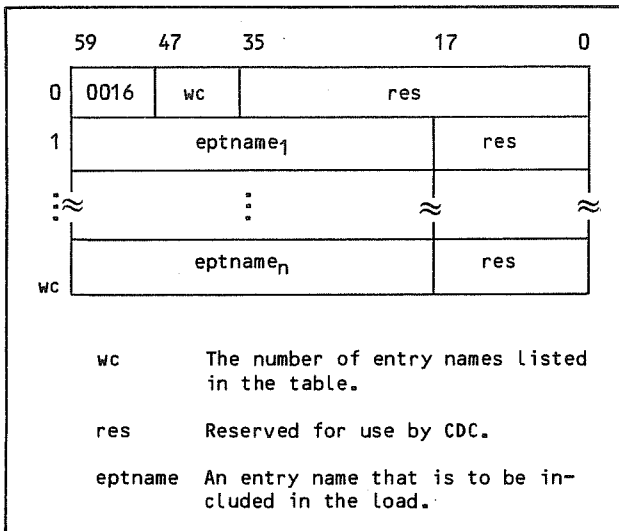 59 47 35 17 0
0 0016 wc res
1 eptname1 res
⋮ ≈ ⋮ ≈ ≈
wc eptnamen res
wc The number of entry names listed
in the table.
res Reserved for use by CDC.
eptname An entry name that is to be in-
cluded in the load.